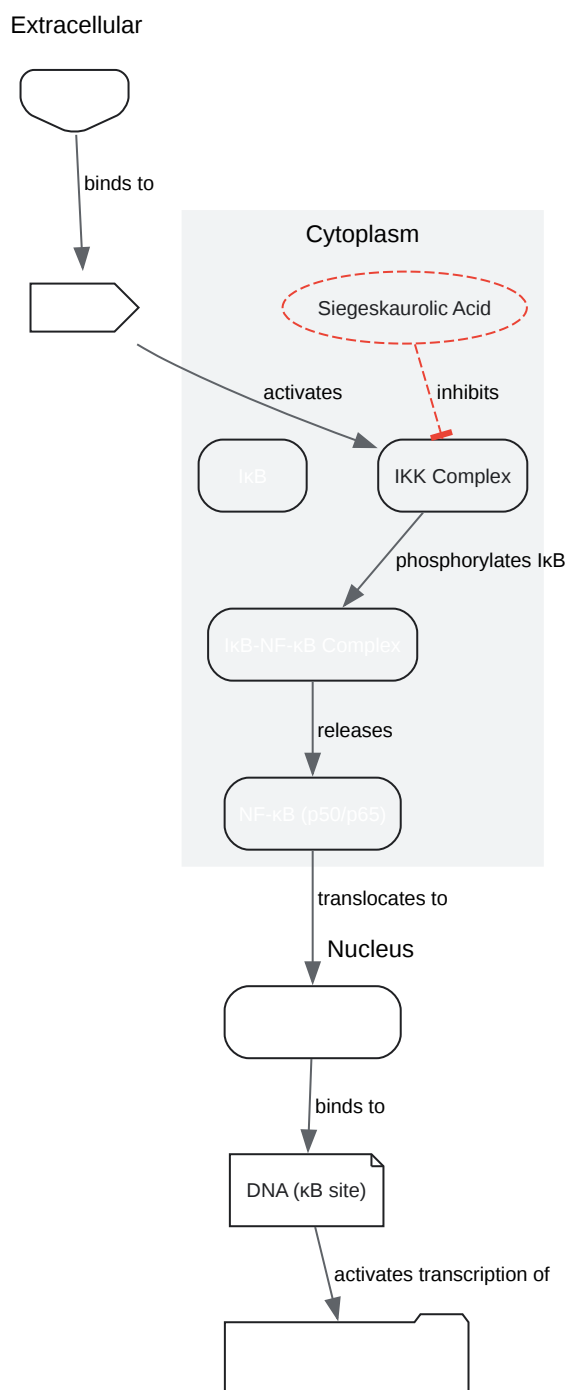 Extracellular
binds to
Cytoplasm
Siegeskaurolic Acid
activates
inhibits
IκB
IKK Complex
phosphorylates IκB
IκB-NF-κB Complex
releases
NF-κB (p50/p65)
translocates to
Nucleus
binds to
DNA (κB site)
activates transcription of